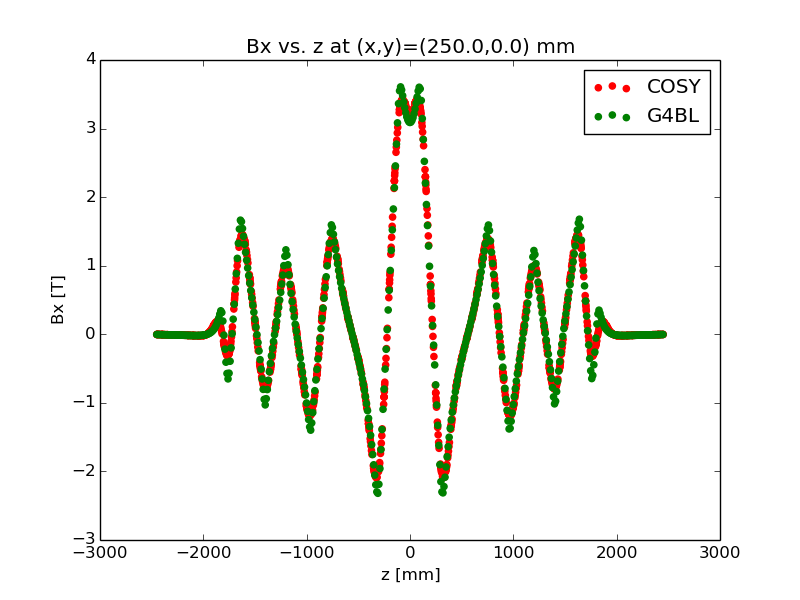 Bx vs. z at (x,y)=(250.0,0.0) mm
4
3
2
1
0
−1
−2
−3
Bx [T]
COSY
G4BL
−3000 −2000 −1000 0 1000 2000 3000
z [mm]